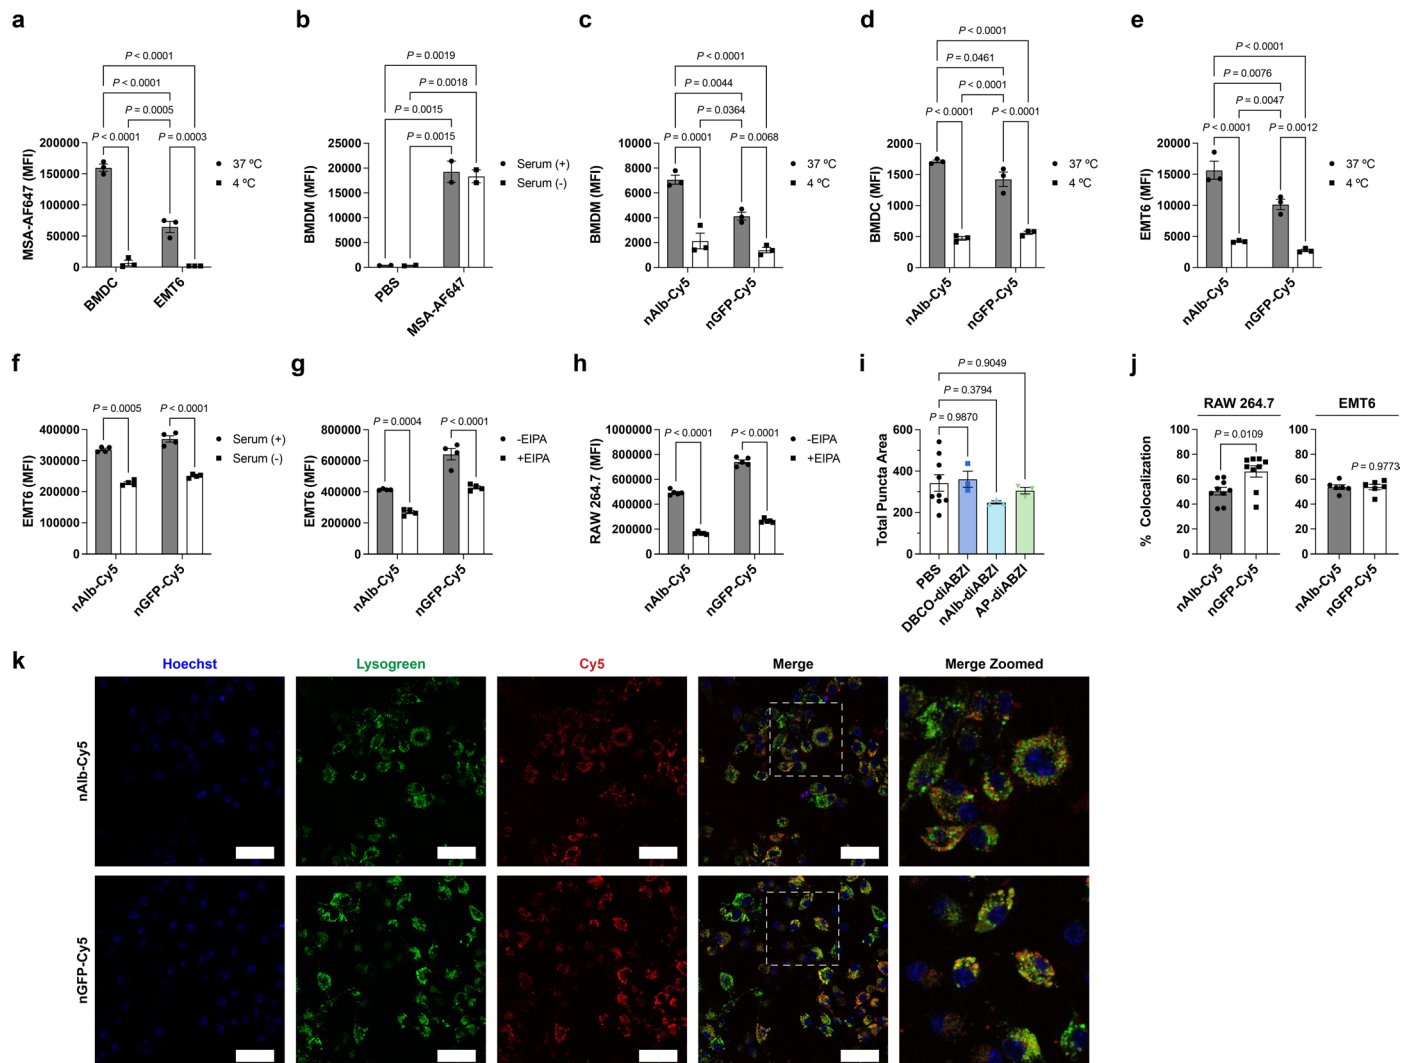 a
P < 0.0001
P < 0.0001
P = 0.0005
P < 0.0001
P = 0.0003
MSA-AF647 (MFI)
200000
150000
100000
50000
0
BMDC
EMT6
37 ºC
4 ºC
b
P = 0.0019
P = 0.0018
P = 0.0015
P = 0.0015
BMDM (MFI)
25000
20000
15000
10000
5000
0
PBS
MSA-AF647
Serum (+)
Serum (-)
c
P < 0.0001
P = 0.0044
P = 0.0364
P = 0.0001
P = 0.0068
BMDM (MFI)
10000
8000
6000
4000
2000
0
nAlb-Cy5
nGFP-Cy5
37 ºC
4 ºC
d
P < 0.0001
P = 0.0461
P < 0.0001
P < 0.0001
P < 0.0001
BMDC (MFI)
2000
1500
1000
500
0
nAlb-Cy5
nGFP-Cy5
37 ºC
4 ºC
e
P < 0.0001
P = 0.0076
P = 0.0047
P < 0.0001
P = 0.0012
EMT6 (MFI)
20000
15000
10000
5000
0
nAlb-Cy5
nGFP-Cy5
37 ºC
4 ºC
f
P = 0.0005
P < 0.0001
EMT6 (MFI)
400000
300000
200000
100000
0
nAlb-Cy5
nGFP-Cy5
Serum (+)
Serum (-)
g
P = 0.0004
P < 0.0001
EMT6 (MFI)
800000
600000
400000
200000
0
nAlb-Cy5
nGFP-Cy5
-EIPA
+EIPA
h
P < 0.0001
P < 0.0001
RAW 264.7 (MFI)
1000000
800000
600000
400000
200000
0
nAlb-Cy5
nGFP-Cy5
-EIPA
+EIPA
i
P = 0.9049
P = 0.3794
P = 0.9870
Total Puncta Area
600
400
200
0
PBS
DBCO-diABZI
nAlb-diABZI
AP-diABZI
j
RAW 264.7
EMT6
P = 0.0109
P = 0.9773
% Colocalization
100
80
60
40
20
0
nAlb-Cy5
nGFP-Cy5
100
80
60
40
20
0
nAlb-Cy5
nGFP-Cy5
k
Hoechst
Lysogreen
Cy5
Merge
Merge Zoomed
nAlb-Cy5
nGFP-Cy5